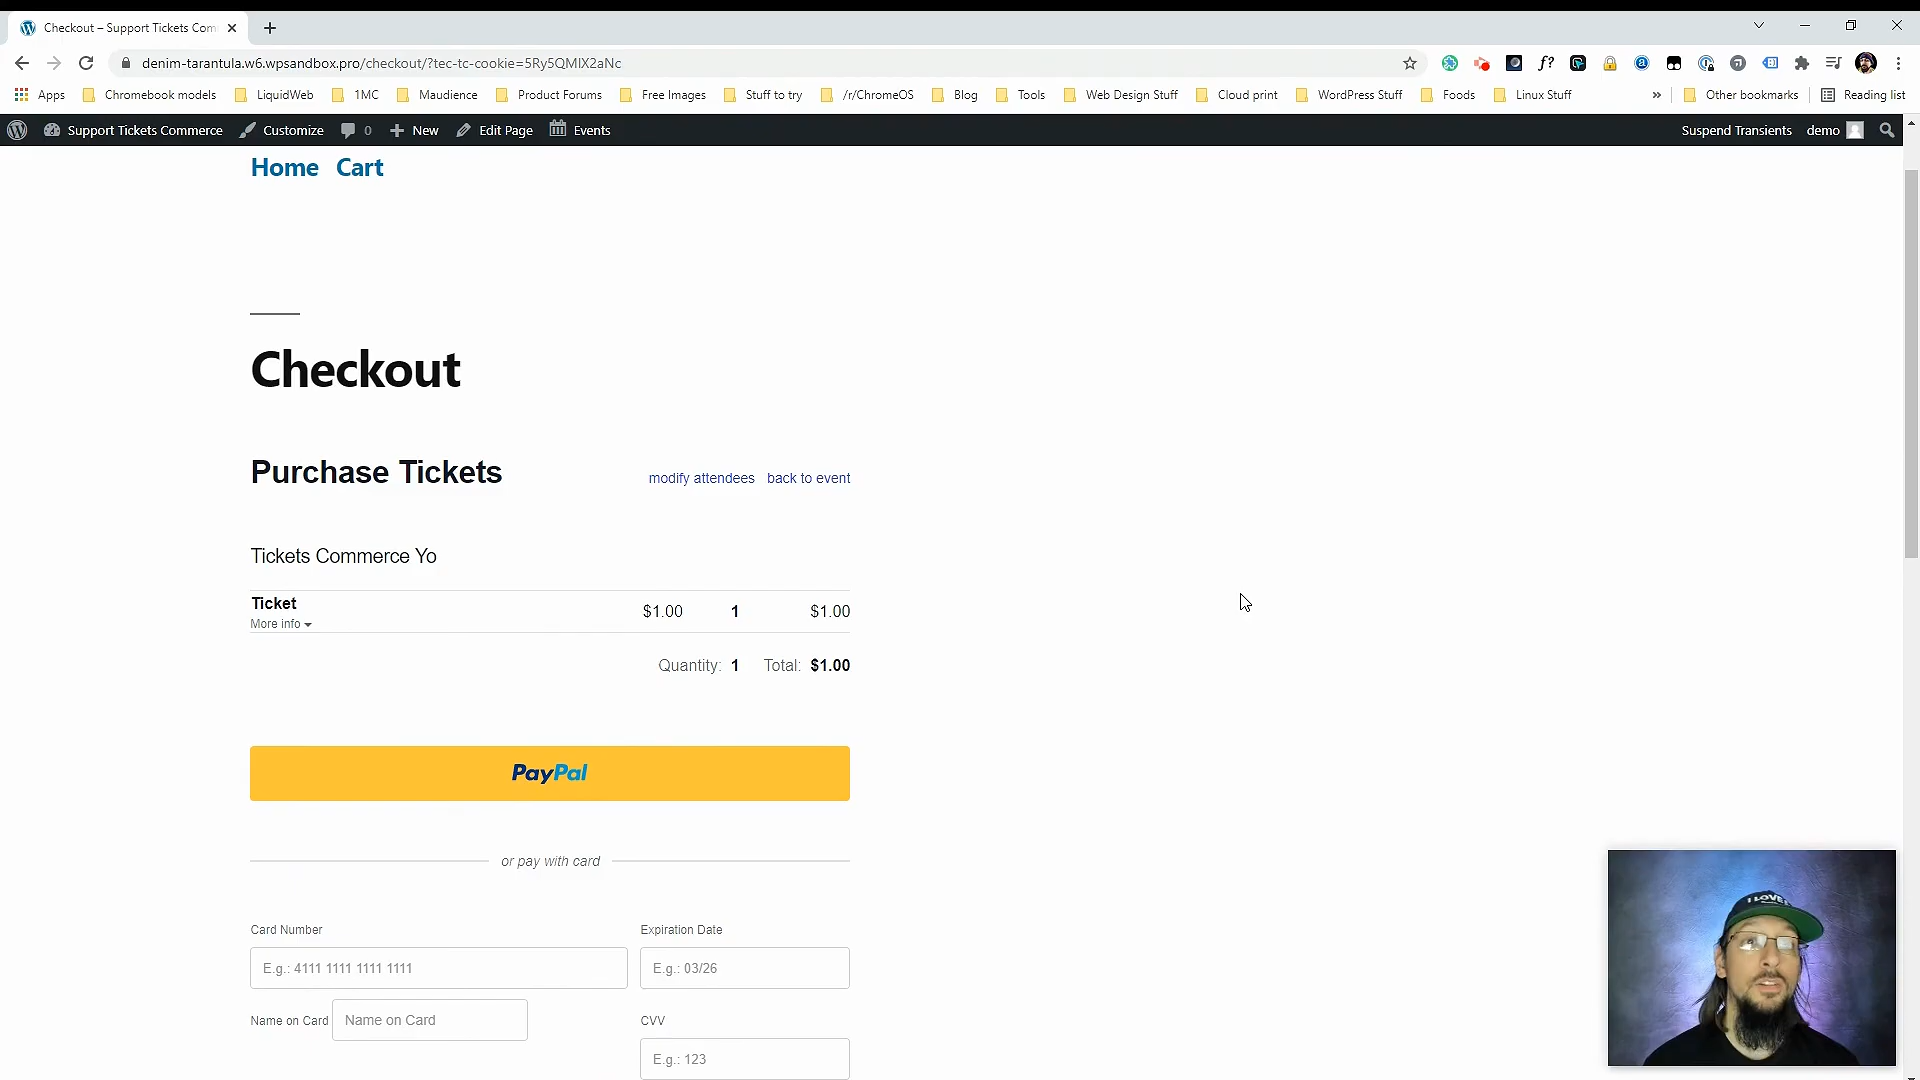 Checkout – Support Tickets Com
denim-tarantula.w6.wpsandbox.pro/checkout/?tec-tc-cookie=5Ry5QMlX2aNc
f?
Apps Chromebook models LiquidWeb 1MC Maudience Product Forums Free Images Stuff to try /r/ChromeOS Blog Tools Web Design Stuff Cloud print WordPress Stuff Foods Linux Stuff » Other bookmarks Reading list
Support Tickets Commerce Customize 0 New Edit Page Events Suspend Transients demo
Home Cart
Checkout
Purchase Tickets modify attendees back to event
Tickets Commerce Yo
Ticket $1.00 1 $1.00
More info
Quantity: 1 Total: $1.00
PayPal
or pay with card
Card Number Expiration Date
E.g.: 4111 1111 1111 1111 E.g.: 03/26
Name on Card Name on Card CVV
E.g.: 123
I LOVE